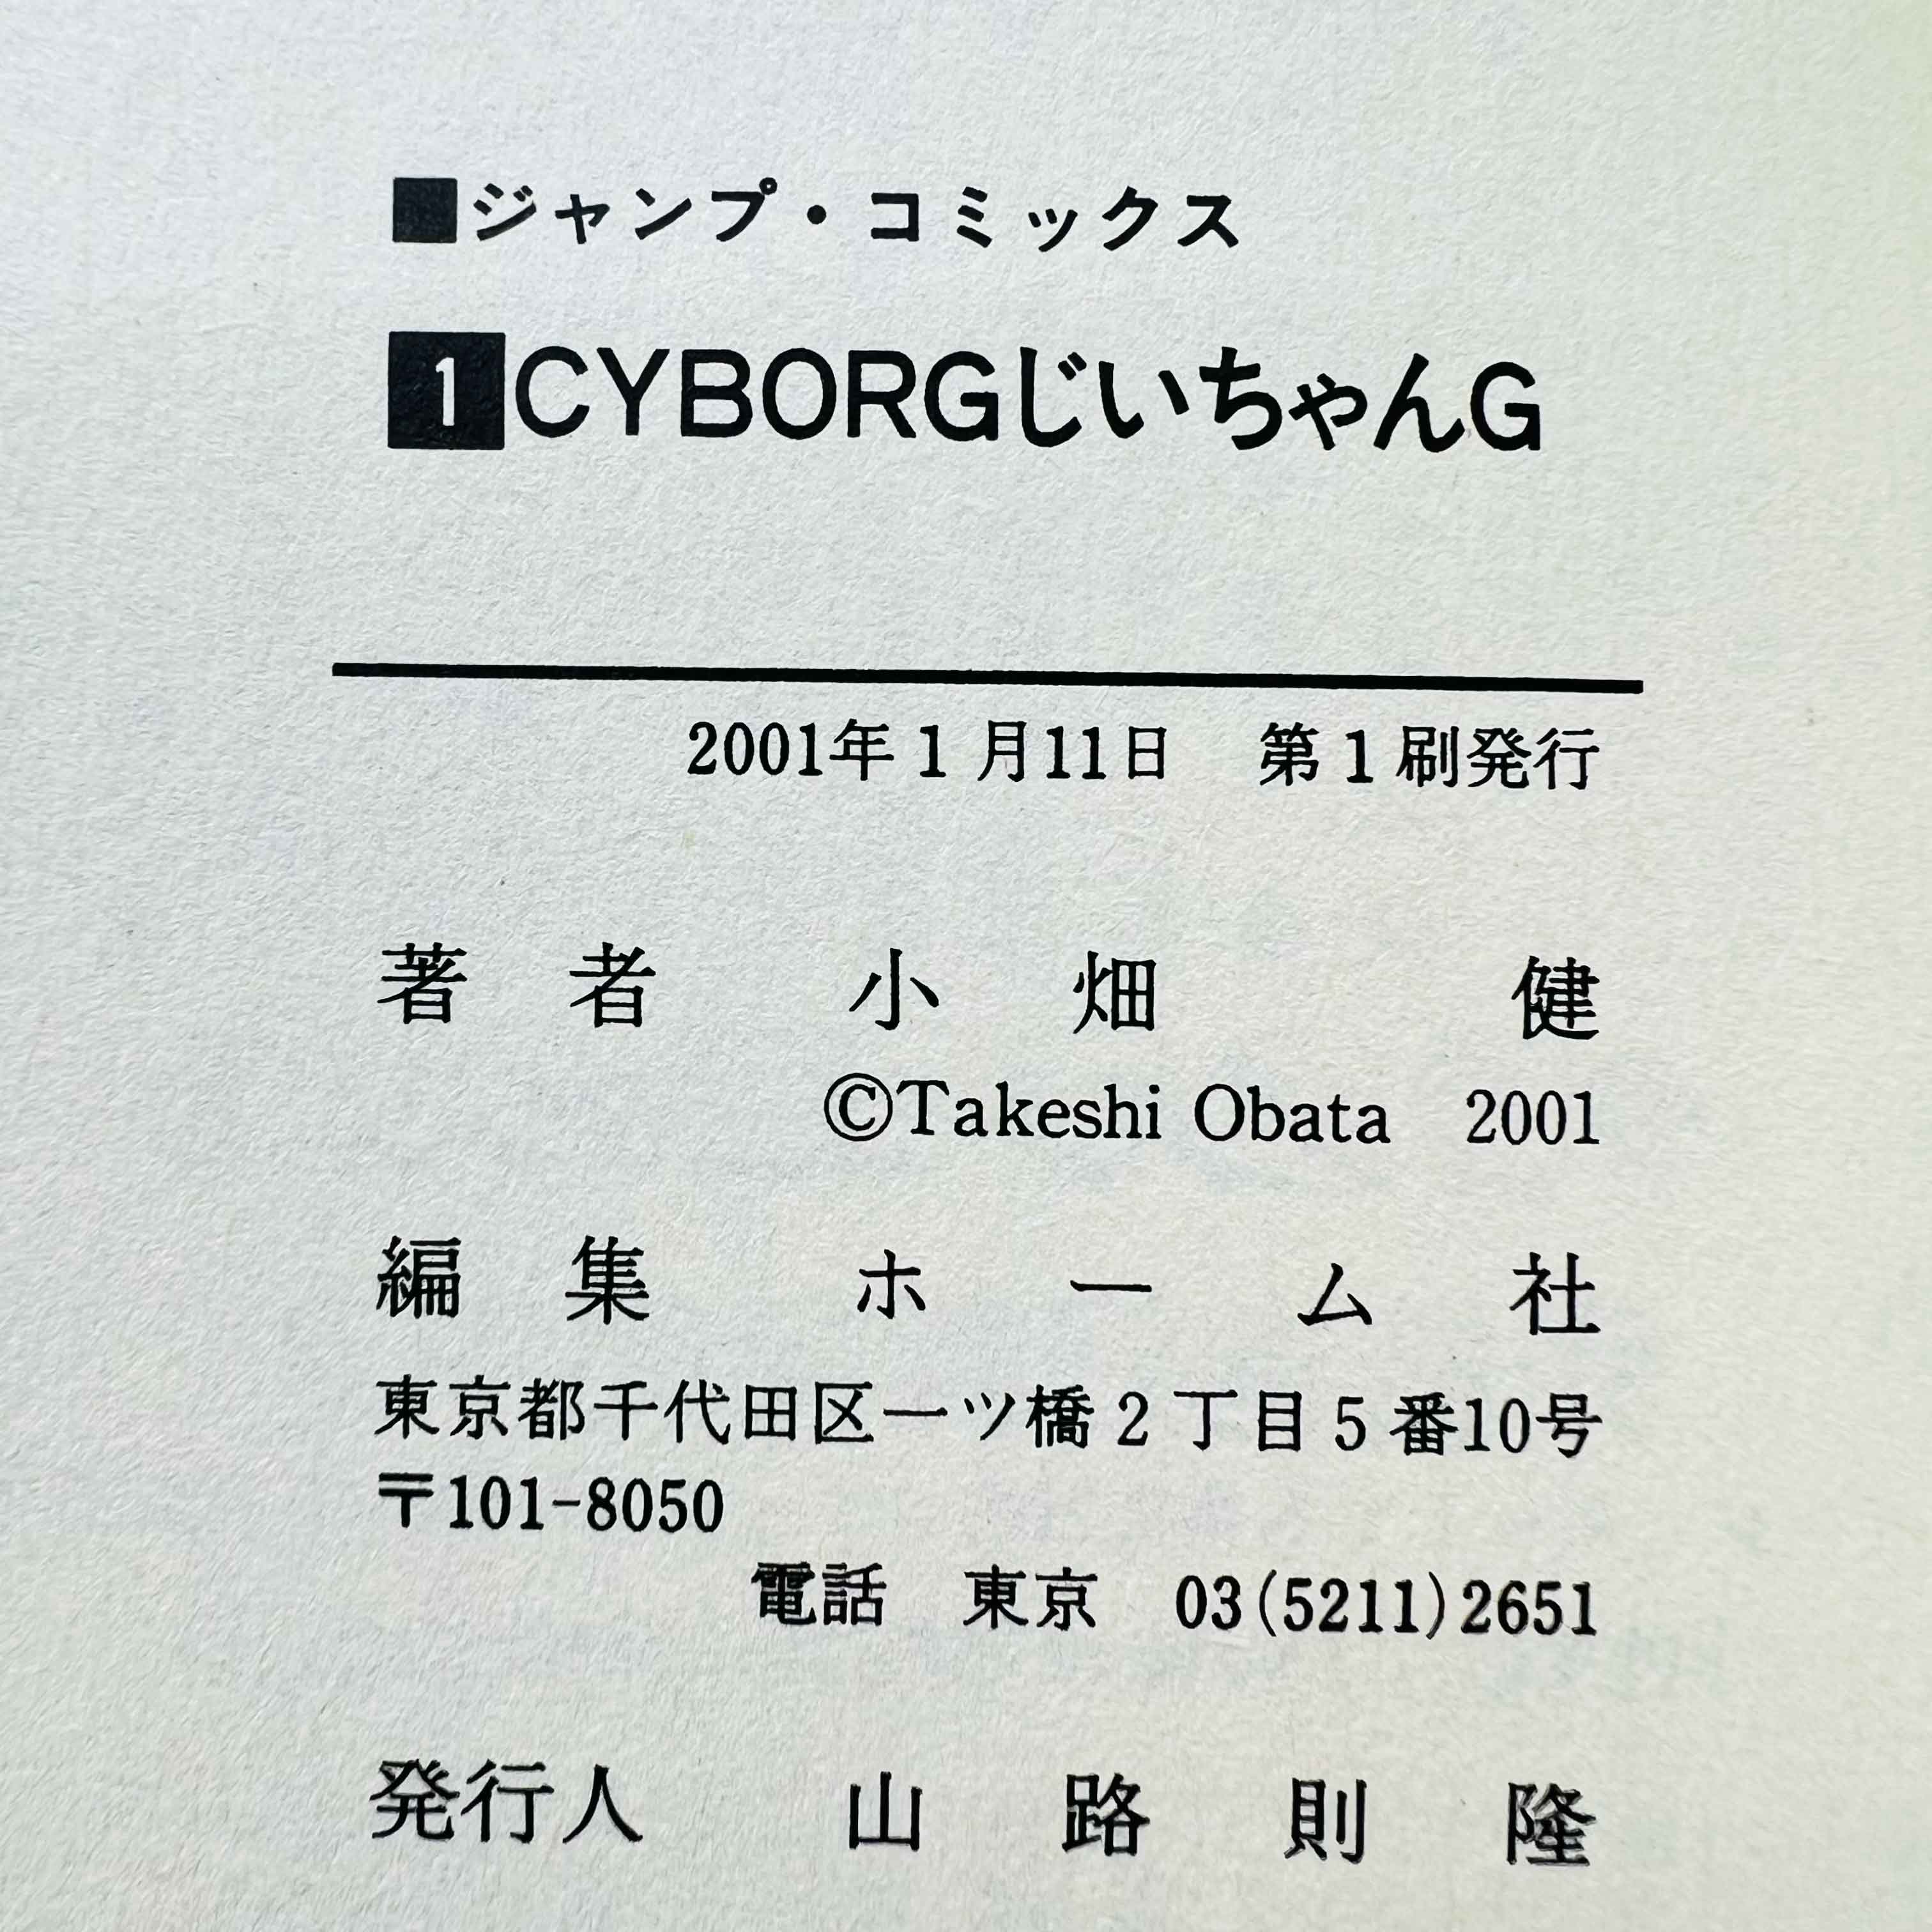 ■ジャンプ・コミックス
1 CYBORGじいちゃんG
2001年1月11日 第1刷発行
著者 小畑 健
©Takeshi Obata 2001
編集 ホーム社
東京都千代田区一ツ橋2丁目5番10号
〒101-8050
電話 東京 03(5211)2651
発行人 山路則隆